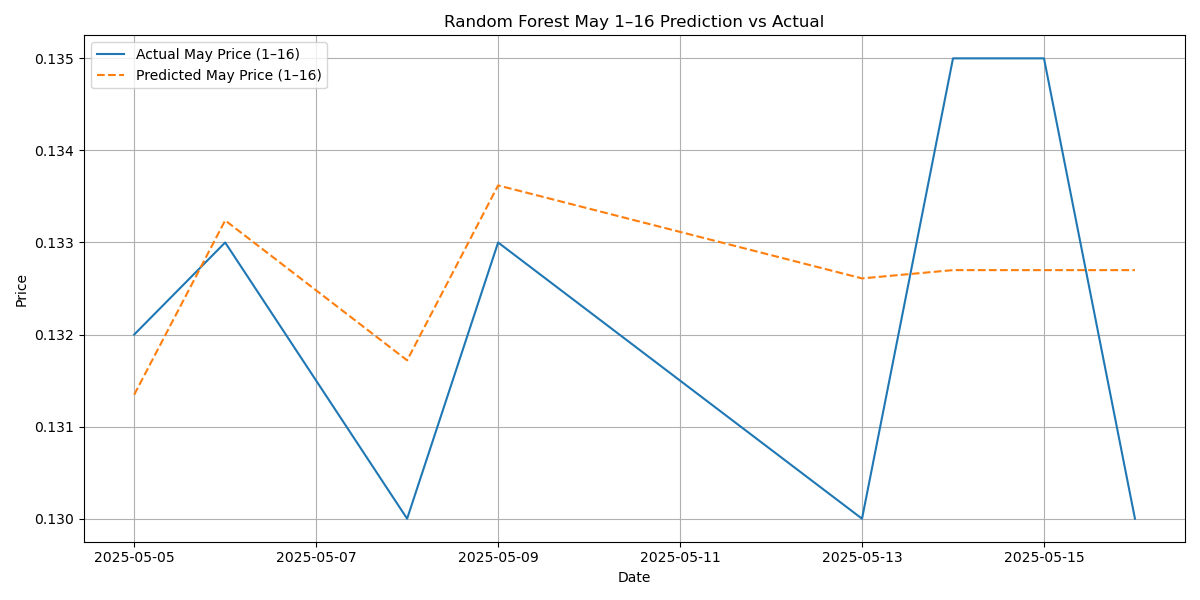 Random Forest May 1–16 Prediction vs Actual
Actual May Price (1–16)
Predicted May Price (1–16)
Price
0.135
0.134
0.133
0.132
0.131
0.130
2025-05-05 2025-05-07 2025-05-09 2025-05-11 2025-05-13 2025-05-15
Date